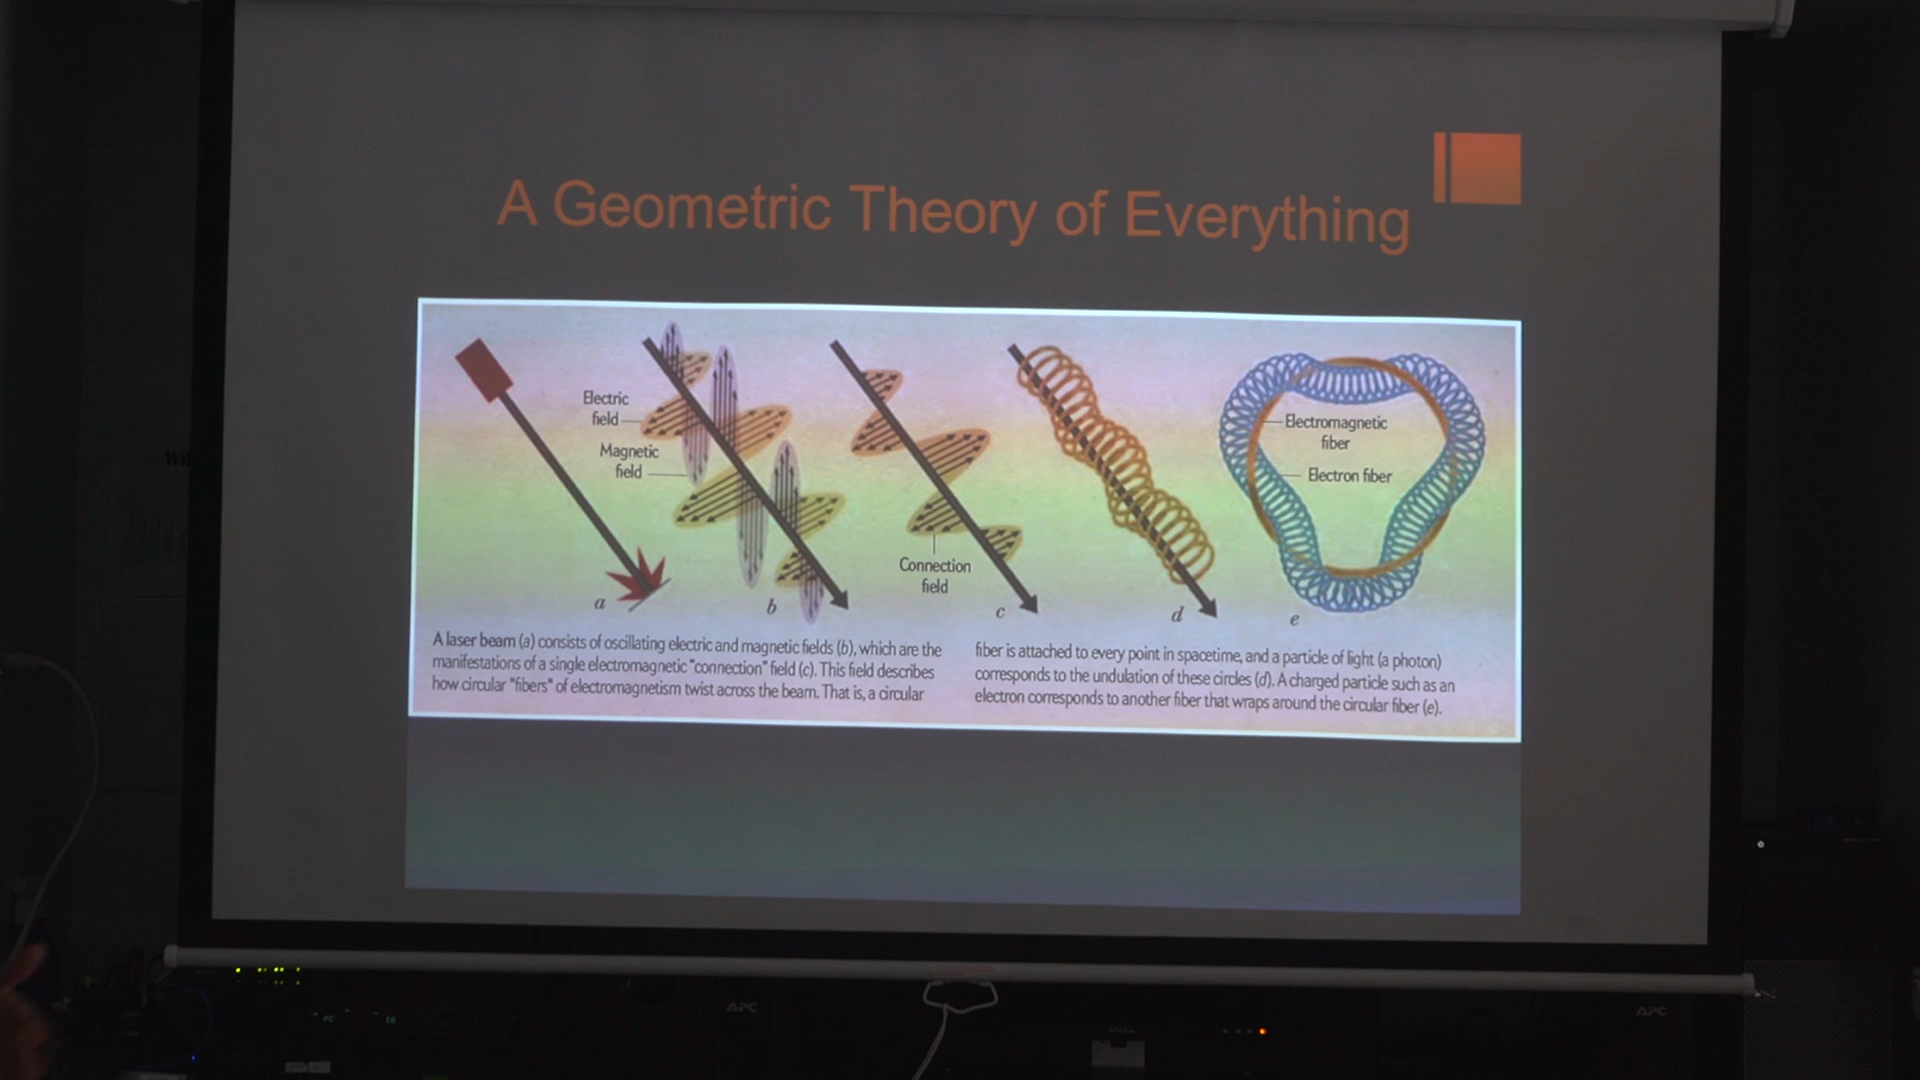 A Geometric Theory of Everything
Electric
field
Magnetic
field
Connection
field
Electromagnetic
fiber
Electron fiber
a
b
c
d
e
A laser beam (a) consists of oscillating electric and magnetic fields (b), which are the
manifestations of a single electromagnetic "connection" field (c). This field describes
how circular "fibers" of electromagnetism twist across the beam. That is, a circular
fiber is attached to every point in spacetime, and a particle of light (a photon)
corresponds to the undulation of these circles (d). A charged particle such as an
electron corresponds to another fiber that wraps around the circular fiber (e).
APC
DELL
APC